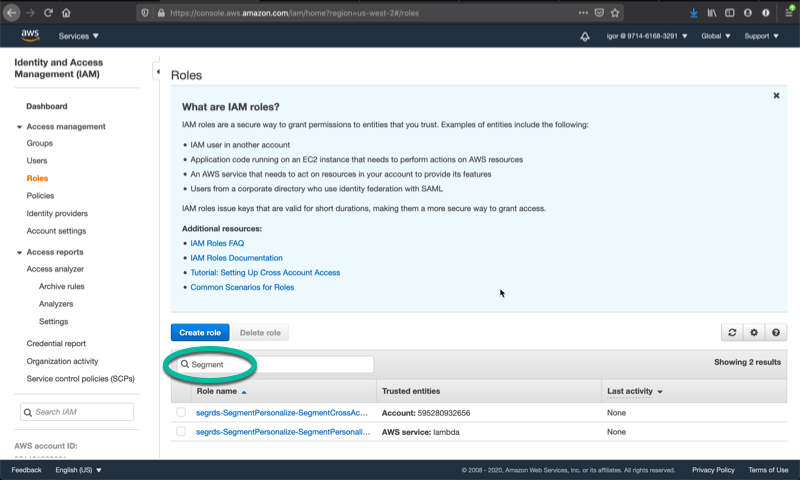 https://console.aws.amazon.com/iam/home?region=us-west-2#/roles
aws
Services
igor @ 9714-6168-3291
Global
Support
Identity and Access
Management (IAM)
Dashboard
Access management
Groups
Users
Roles
Policies
Identity providers
Account settings
Access reports
Access analyzer
Archive rules
Analyzers
Settings
Credential report
Organization activity
Service control policies (SCPs)
Search IAM
AWS account ID:
Roles
What are IAM roles?
IAM roles are a secure way to grant permissions to entities that you trust. Examples of entities include the following:
• IAM user in another account
• Application code running on an EC2 instance that needs to perform actions on AWS resources
• An AWS service that needs to act on resources in your account to provide its features
• Users from a corporate directory who use identity federation with SAML
IAM roles issue keys that are valid for short durations, making them a more secure way to grant access.
Additional resources:
• IAM Roles FAQ
• IAM Roles Documentation
• Tutorial: Setting Up Cross Account Access
• Common Scenarios for Roles
Create role
Delete role
Segment
Showing 2 results
Role name
Trusted entities
Last activity
segrds-SegmentPersonalize-SegmentCrossAc...
Account: 595280932656
None
segrds-SegmentPersonalize-SegmentPersonali...
AWS service: lambda
None
Feedback
English (US)
© 2008 - 2020, Amazon Web Services, Inc. or its affiliates. All rights reserved.
Privacy Policy
Terms of Use